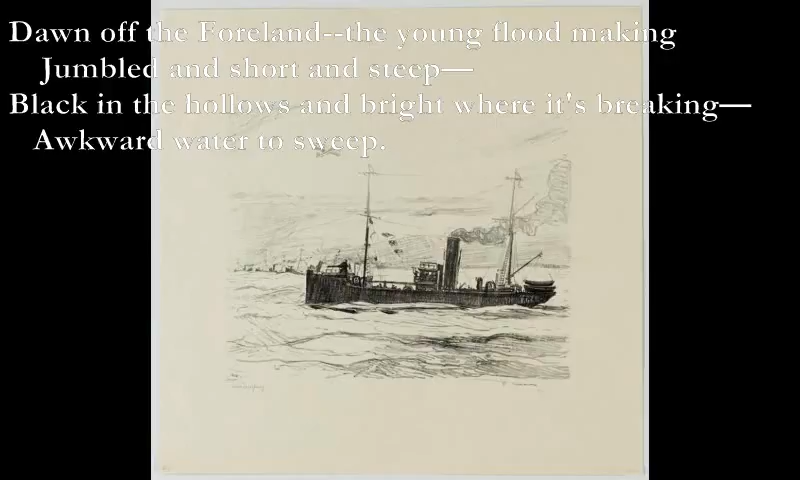 Dawn off the Foreland--the young flood making
Jumbled and short and steep—
Black in the hollows and bright where it's breaking—
Awkward water to sweep.